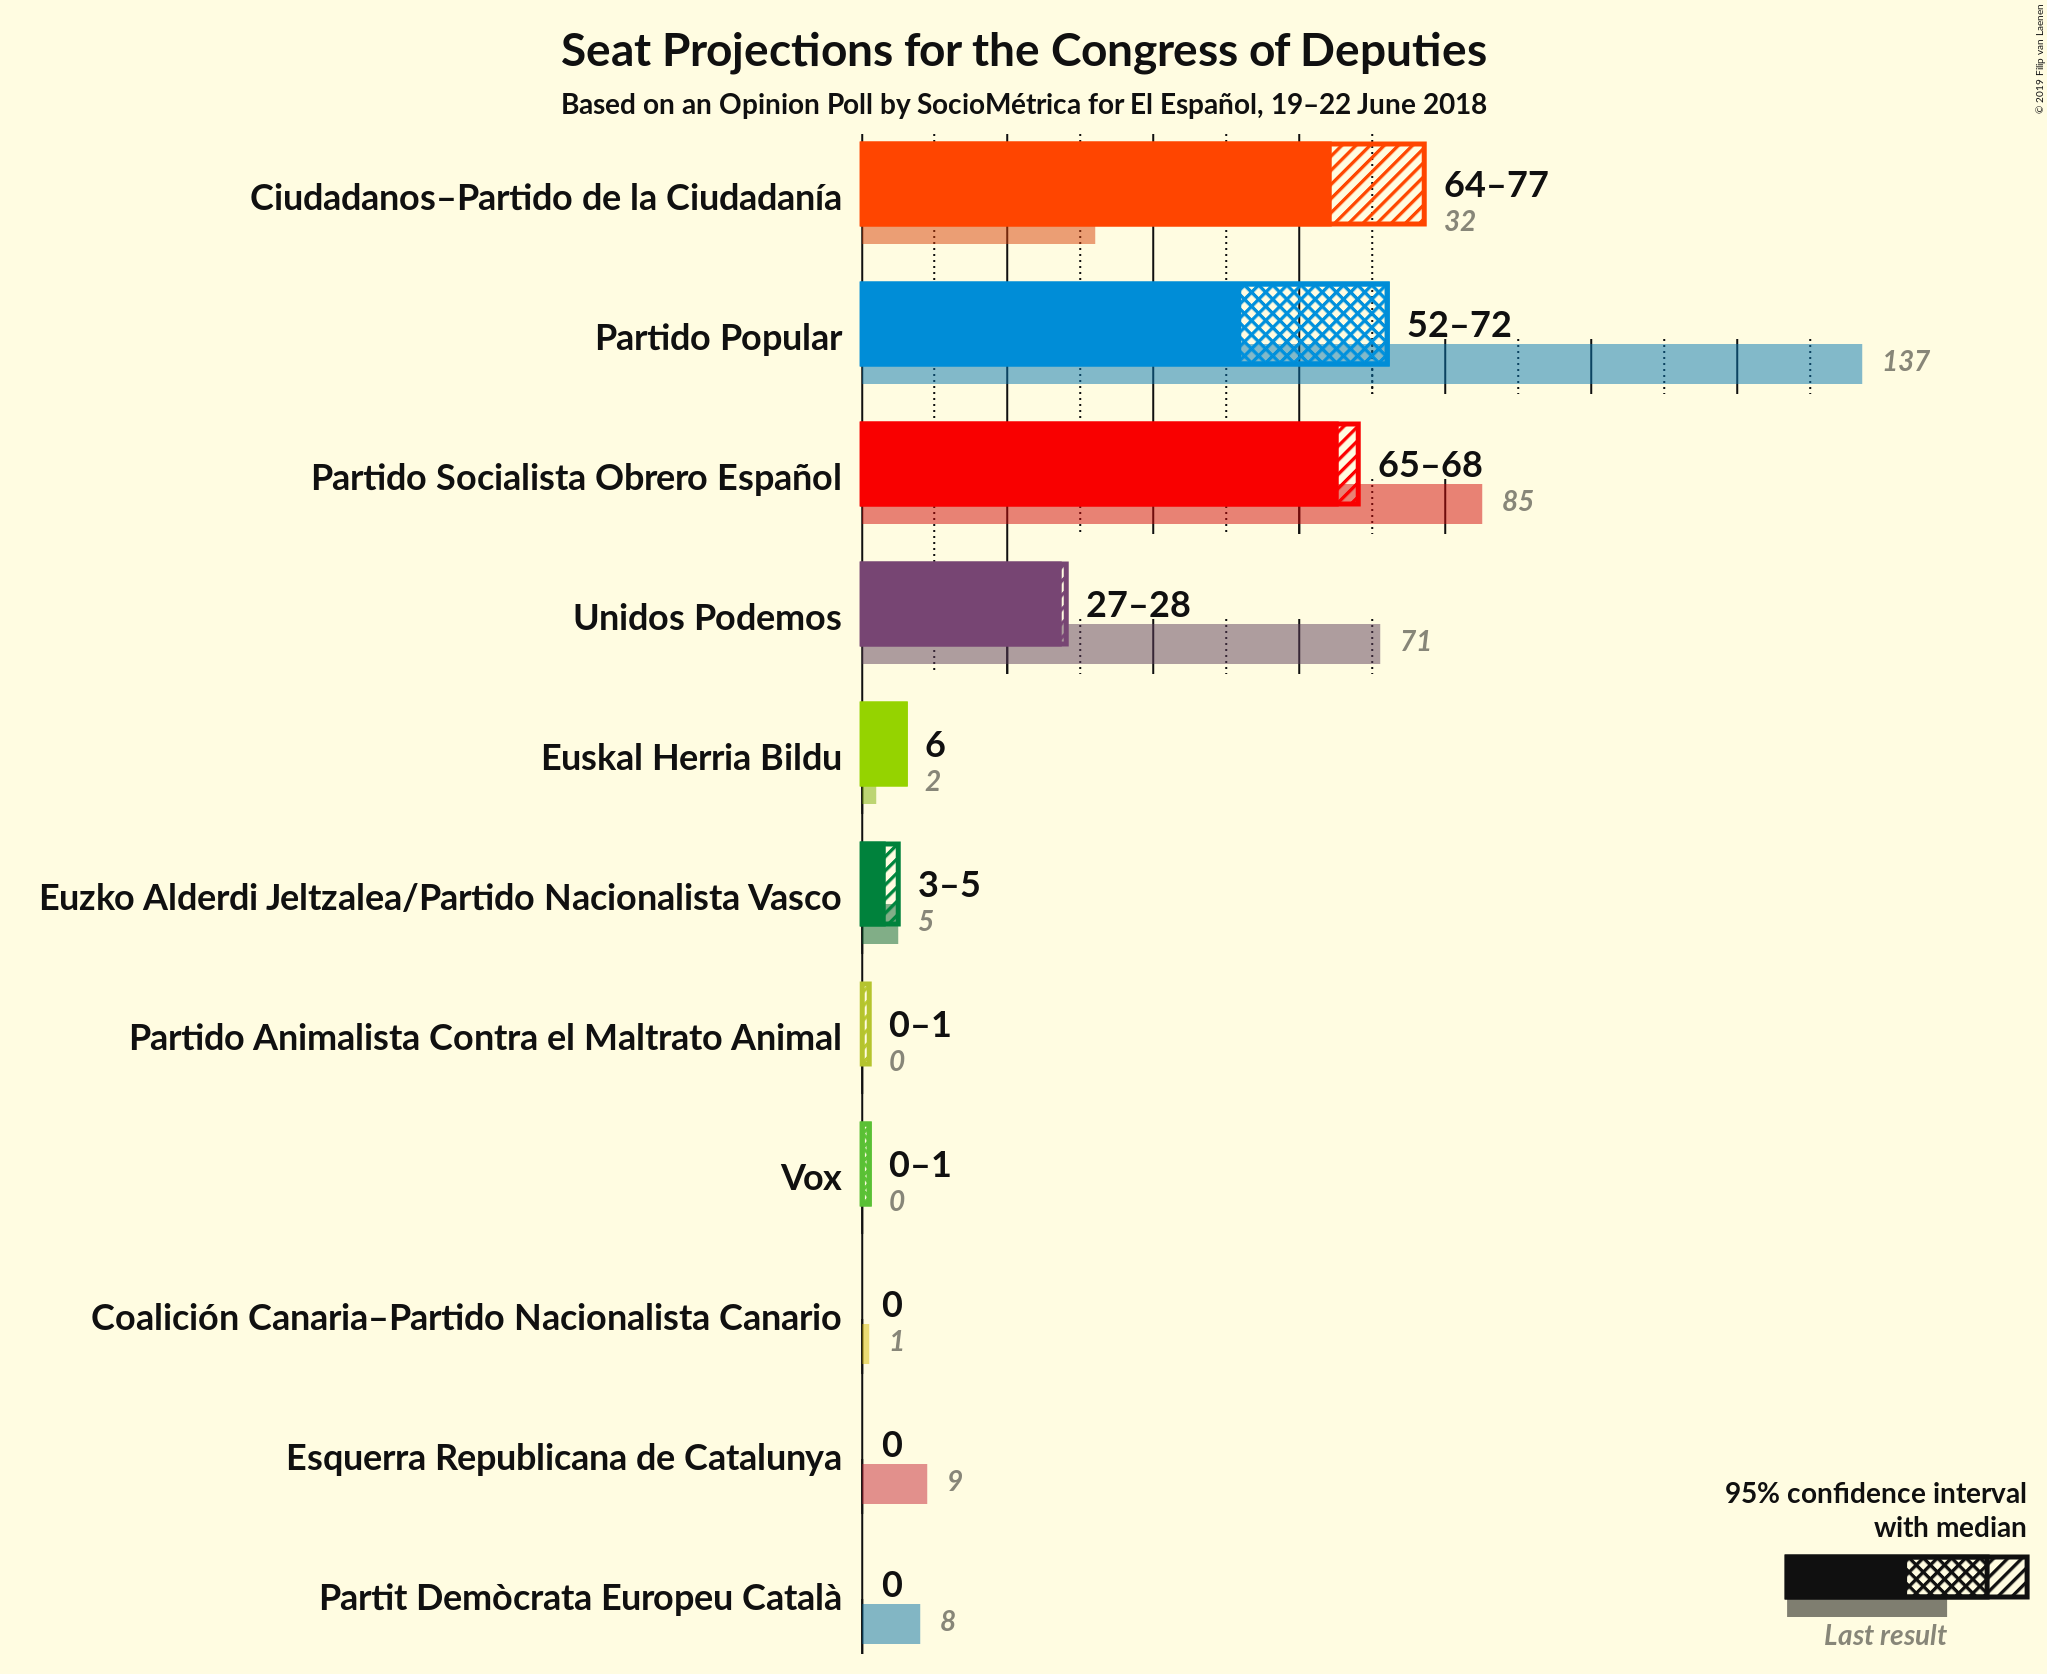 Seat Projections for the Congress of Deputies
Based on an Opinion Poll by SocioMétrica for El Español, 19–22 June 2018
© 2019 Filip van Laenen
Ciudadanos–Partido de la Ciudadanía
64–77
32
Partido Popular
52–72
137
Partido Socialista Obrero Español
65–68
85
Unidos Podemos
27–28
71
Euskal Herria Bildu
6
2
Euzko Alderdi Jeltzalea/Partido Nacionalista Vasco
3–5
5
Partido Animalista Contra el Maltrato Animal
0–1
0
Vox
0–1
0
Coalición Canaria–Partido Nacionalista Canario
0
1
Esquerra Republicana de Catalunya
0
9
Partit Demòcrata Europeu Català
0
8
95% confidence interval
with median
Last result